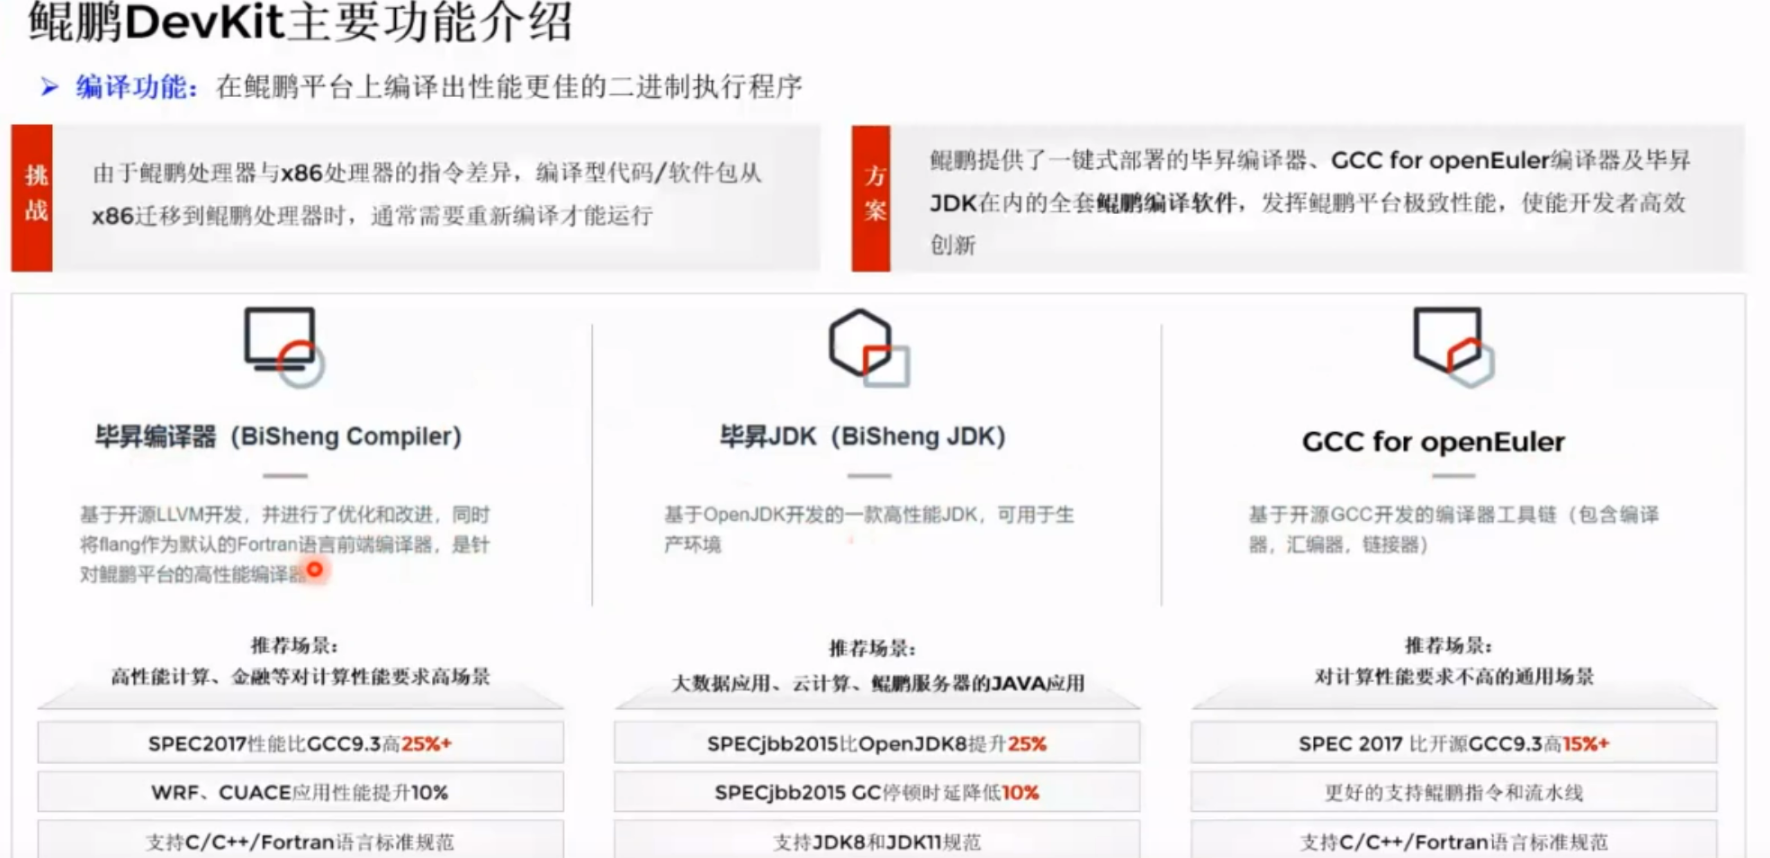 鲲鹏DevKit主要功能介绍
编译功能：在鲲鹏平台上编译出性能更佳的二进制执行程序
挑战
由于鲲鹏处理器与x86处理器的指令差异，编译型代码/软件包从
x86迁移到鲲鹏处理器时，通常需要重新编译才能运行
方案
鲲鹏提供了一键式部署的毕昇编译器、GCC for openEuler编译器及毕昇
JDK在内的全套鲲鹏编译软件，发挥鲲鹏平台极致性能，使能开发者高效
创新
毕昇编译器（BiSheng Compiler）
基于开源LLVM开发，并进行了优化和改进，同时
将flang作为默认的Fortran语言前端编译器，是针
对鲲鹏平台的高性能编译器
推荐场景：
高性能计算、金融等对计算性能要求高场景
SPEC2017性能比GCC9.3高25%+
WRF、CUACE应用性能提升10%
支持C/C++/Fortran语言标准规范
毕昇JDK（BiSheng JDK）
基于OpenJDK开发的一款高性能JDK，可用于生
产环境
推荐场景：
大数据应用、云计算、鲲鹏服务器的JAVA应用
SPECjbb2015比OpenJDK8提升25%
SPECjbb2015 GC停顿时延降低10%
支持JDK8和JDK11规范
GCC for openEuler
基于开源GCC开发的编译器工具链（包含编译
器，汇编器，链接器）
推荐场景：
对计算性能要求不高的通用场景
SPEC 2017 比开源GCC9.3高15%+
更好的支持鲲鹏指令和流水线
支持C/C++/Fortran语言标准规范